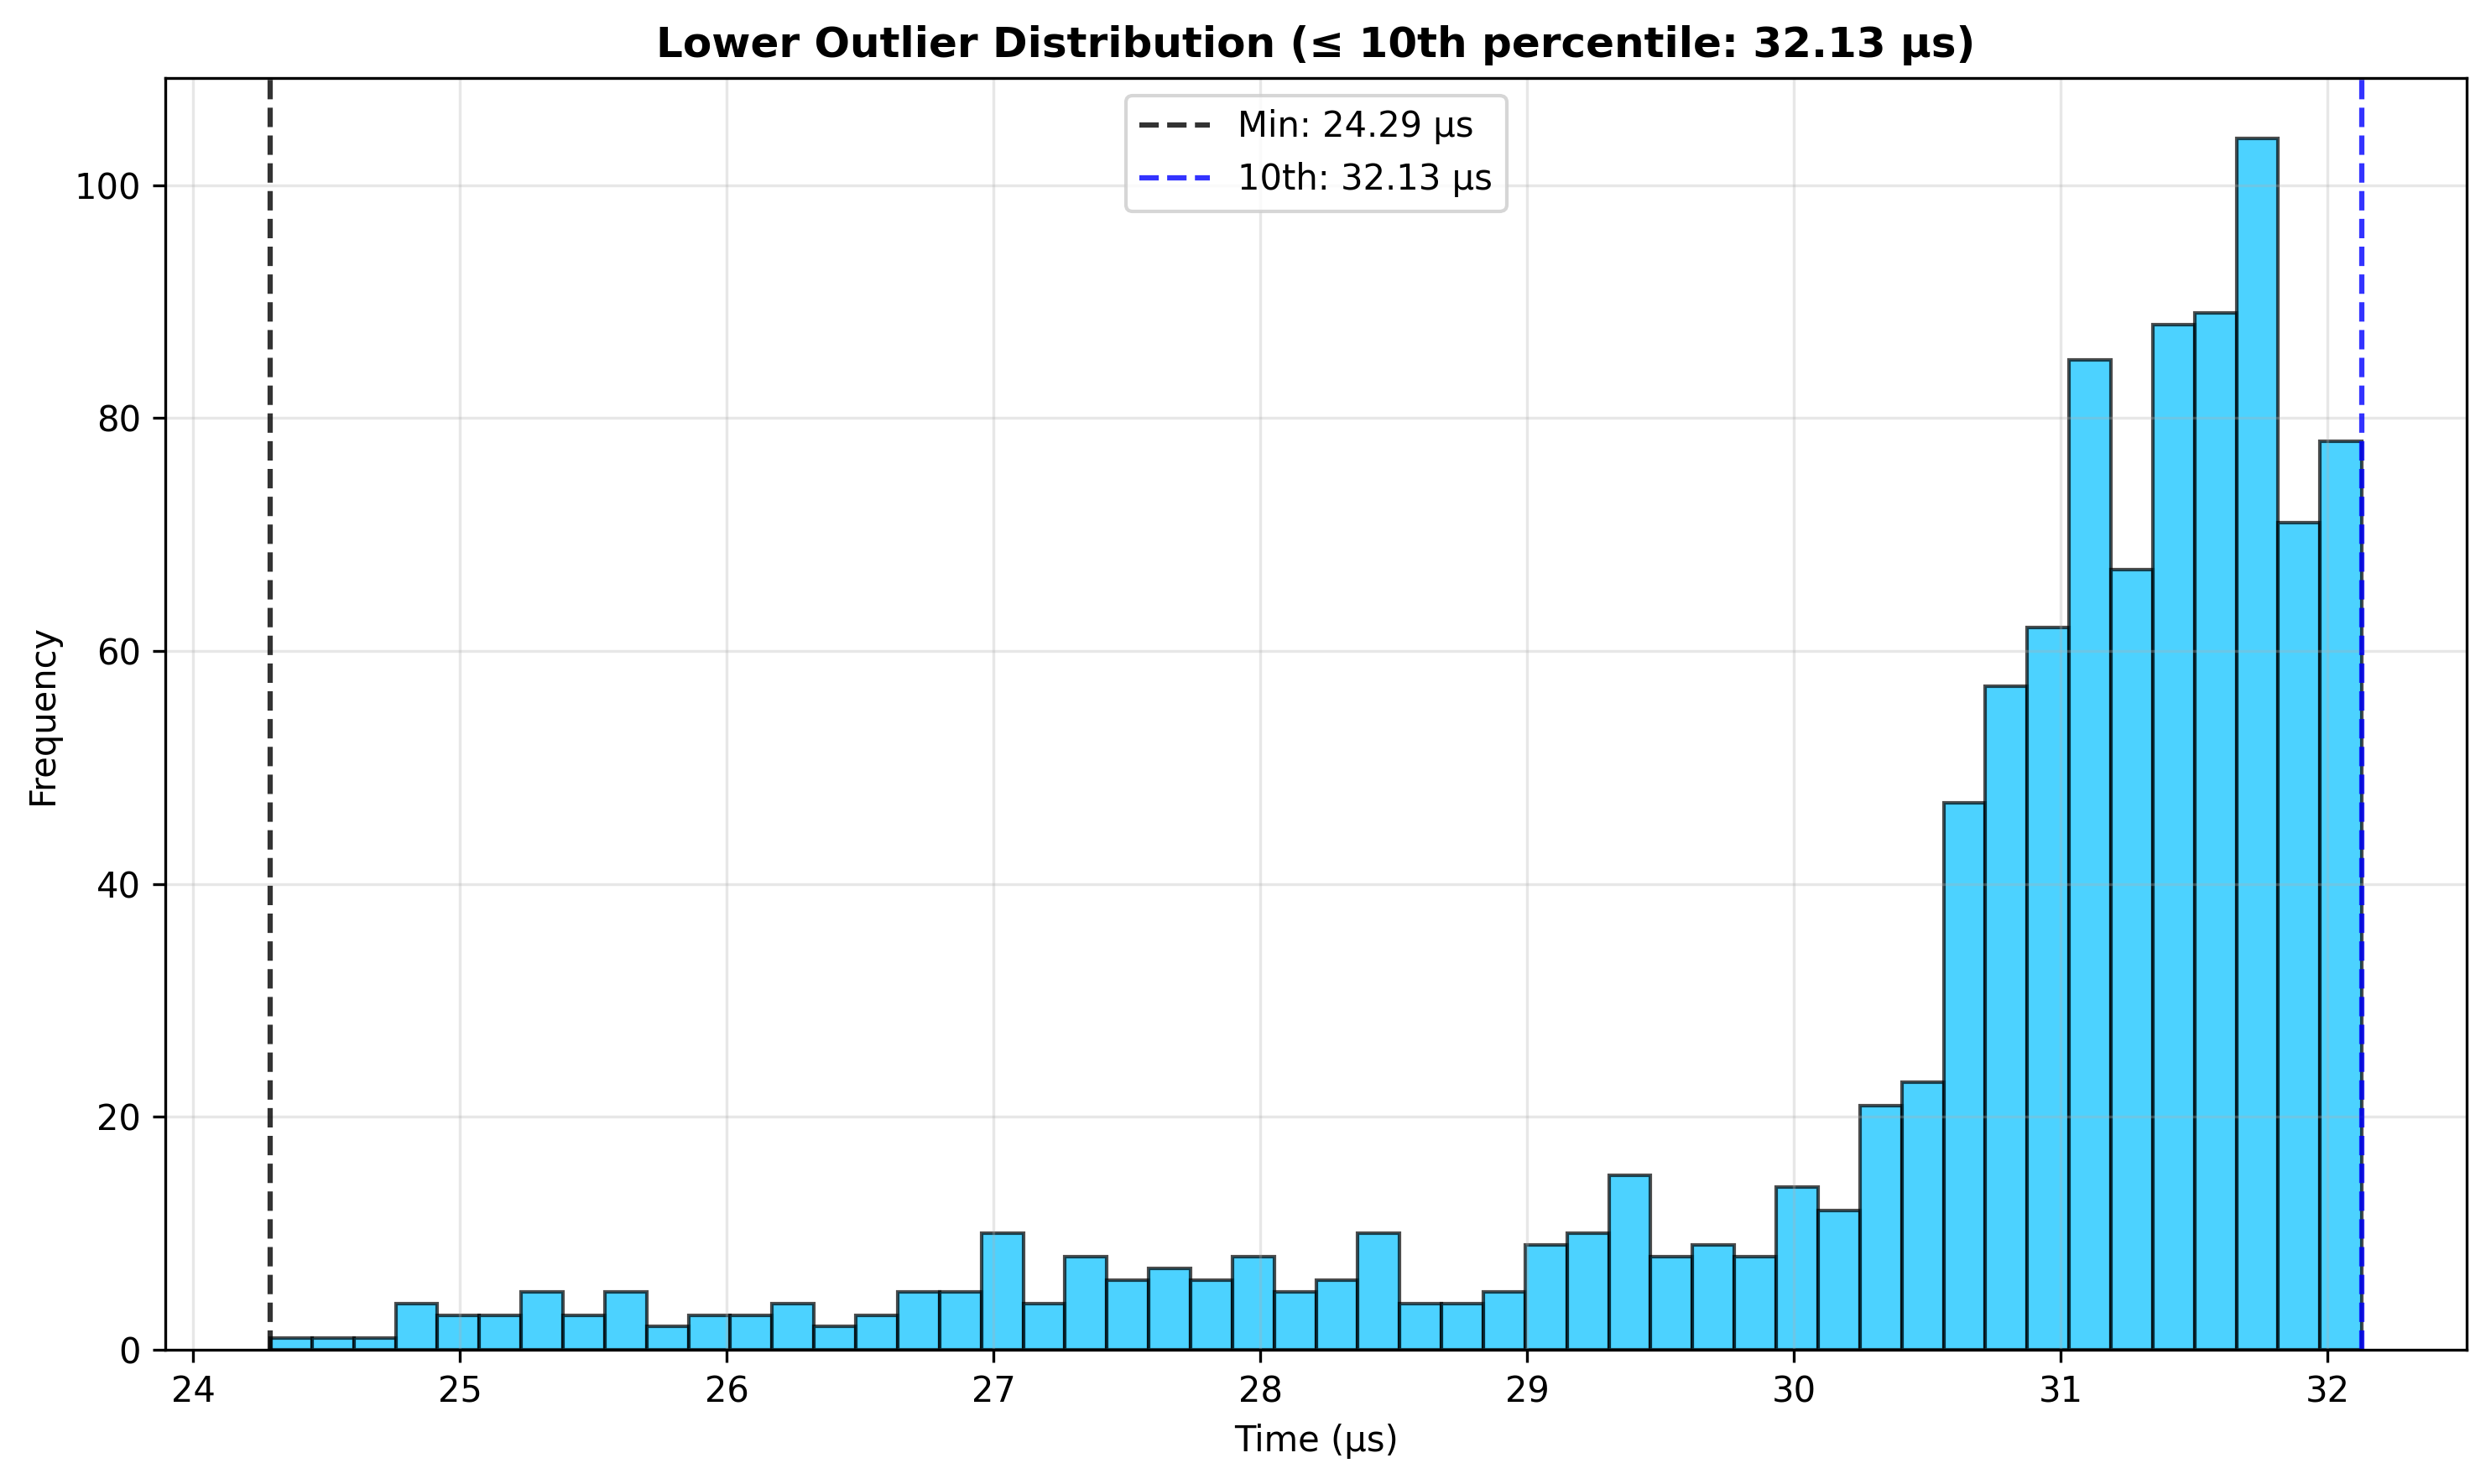 Lower Outlier Distribution (≤ 10th percentile: 32.13 μs)
Min: 24.29 μs
10th: 32.13 μs
100
80
60
40
20
0
Frequency
24 25 26 27 28 29 30 31 32
Time (μs)